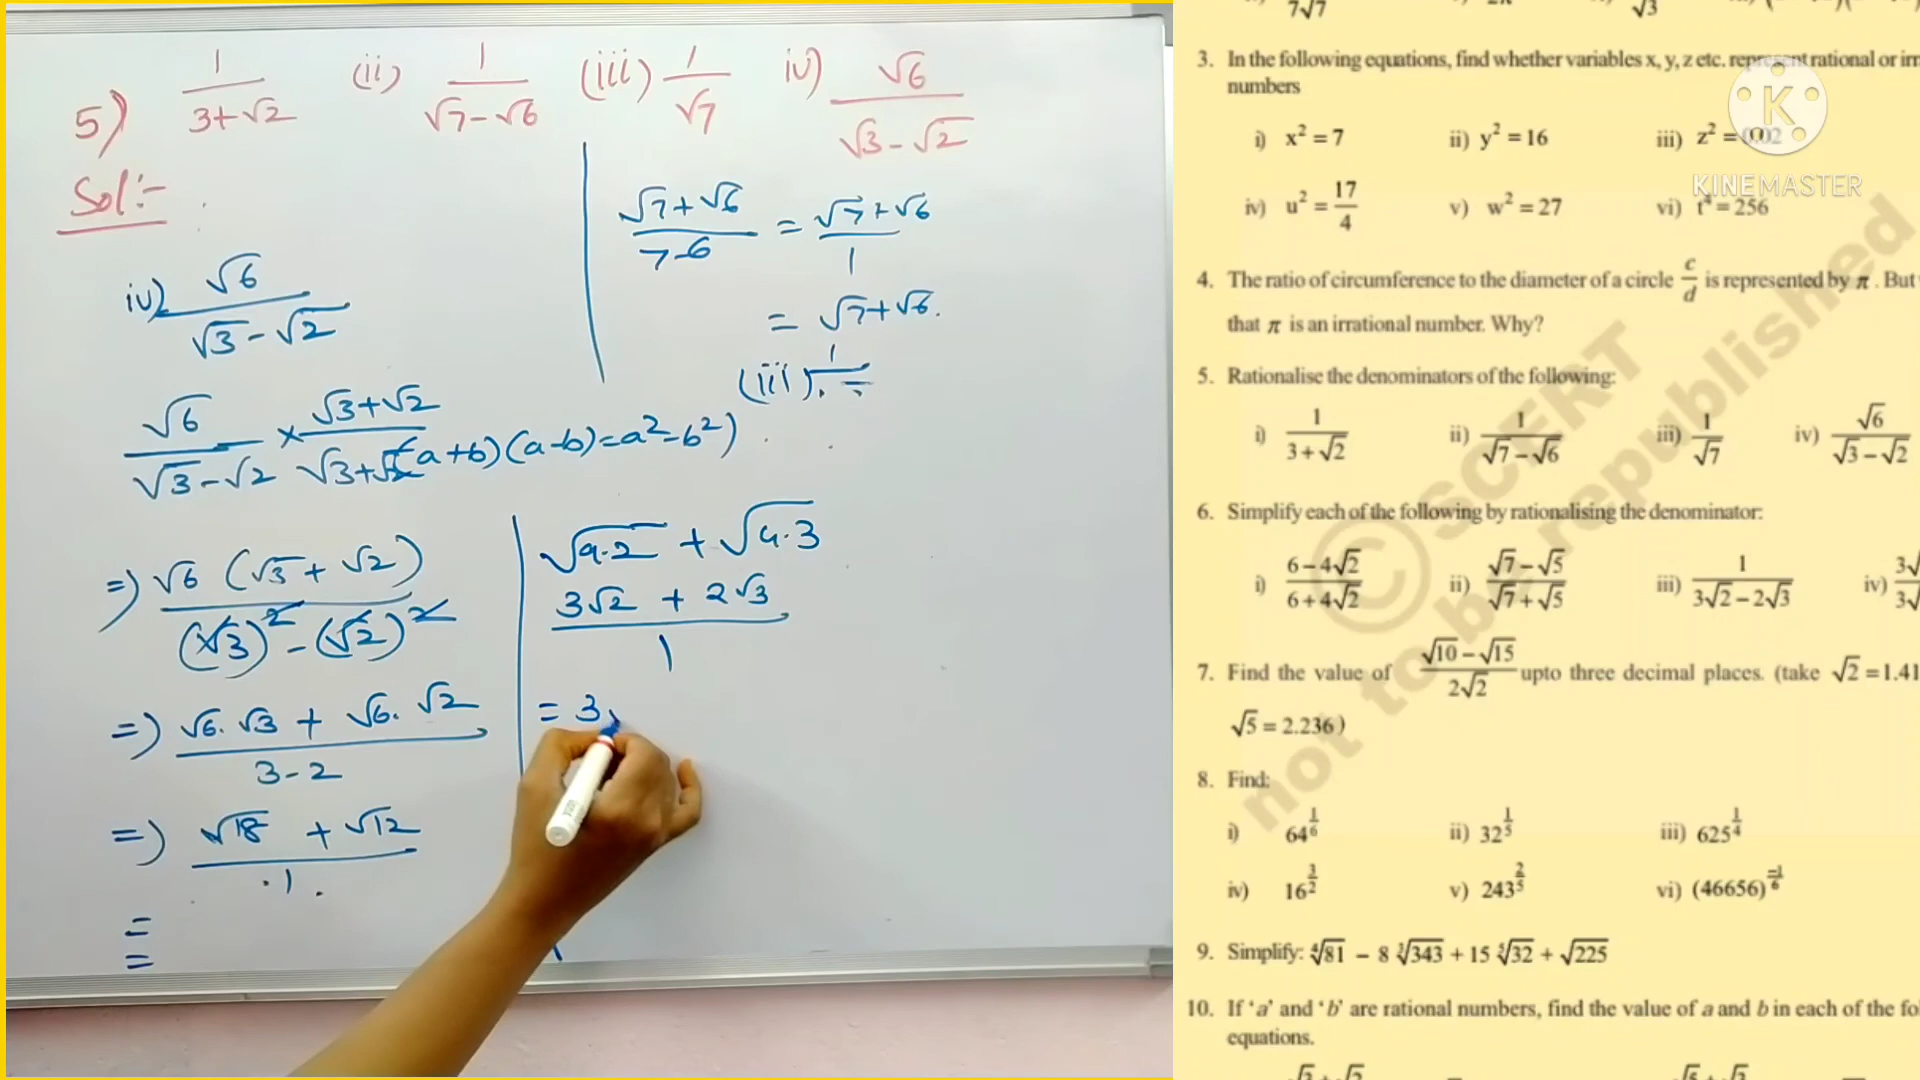 5) 1/(3+√2) (ii) 1/(√7-√6) (iii) 1/√7 iv) √6/(√3-√2)
Sol:-
iv) √6/(√3-√2)
√6/(√3-√2) × (√3+√2)/(√3+√2) (a+b)(a-b)=a²-b²)
=) √6 (√3+√2)/((√3)²-(√2)²)
=) (√6.√3 + √6.√2)/(3-2)
=) (√18 + √12)/1
=
=
(√7+√6)/(7-6) = (√7+√6)/1
= √7+√6.
(iii) 1/
√9.2 + √4.3
(3√2 + 2√3)/1
= 3
7√7 √3
3. In the following equations, find whether variables x, y, z etc. represent rational or irr
numbers
i) x² = 7 ii) y² = 16 iii) z² = 0.02
iv) u² = 17/4 v) w² = 27 vi) t⁴ = 256
KINEMASTER
4. The ratio of circumference to the diameter of a circle c/d is represented by π . But
that π is an irrational number. Why?
5. Rationalise the denominators of the following:
i) 1/(3+√2) ii) 1/(√7-√6) iii) 1/√7 iv) √6/(√3-√2)
6. Simplify each of the following by rationalising the denominator:
i) (6-4√2)/(6+4√2) ii) (√7-√5)/(√7+√5) iii) 1/(3√2-2√3) iv) 3√/3√
7. Find the value of (√10-√15)/(2√2) upto three decimal places. (take √2 =1.41
√5 = 2.236)
8. Find:
i) 64^(1/6) ii) 32^(1/5) iii) 625^(1/4)
iv) 16^(3/2) v) 243^(2/5) vi) (46656)^(-1/6)
9. Simplify: ⁴√81 – 8 ³√343 + 15 ⁵√32 + √225
10. If ‘a’ and ‘b’ are rational numbers, find the value of a and b in each of the fo
equations.
© SCERT
not to be republished